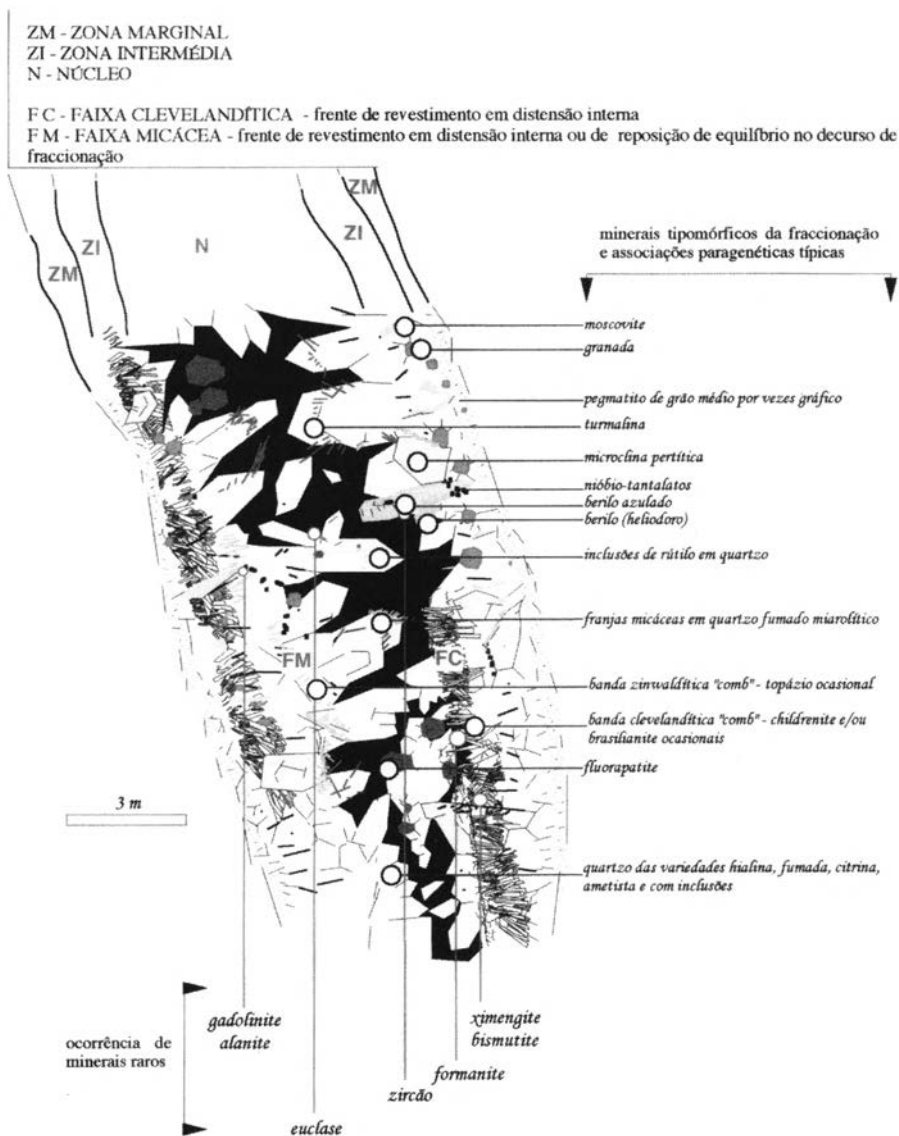 ZM - ZONA MARGINAL
ZI - ZONA INTERMÉDIA
N - NÚCLEO
F C - FAIXA CLEVELANDÍTICA - frente de revestimento em distensão interna
F M - FAIXA MICÁCEA - frente de revestimento em distensão interna ou de reposição de equilíbrio no decurso de
fraccionação
ZM
ZI
N
ZI
ZM
minerais tipomórficos da fraccionação
e associações paragenéticas típicas
moscovite
granada
pegmatito de grão médio por vezes gráfico
turmalina
microclina pertítica
nióbio-tantalatos
berilo azulado
berilo (heliodoro)
inclusões de rútilo em quartzo
franjas micáceas em quartzo fumado miarolítico
FM
FC
banda zinwaldítica "comb" - topázio ocasional
banda clevelandítica "comb" - childrenite e/ou
brasilianite ocasionais
fluorapatite
3 m
quartzo das variedades hialina, fumada, citrina,
ametista e com inclusões
ocorrência de
minerais raros
gadolinite
alanite
euclase
zircão
formanite
ximengite
bismutite